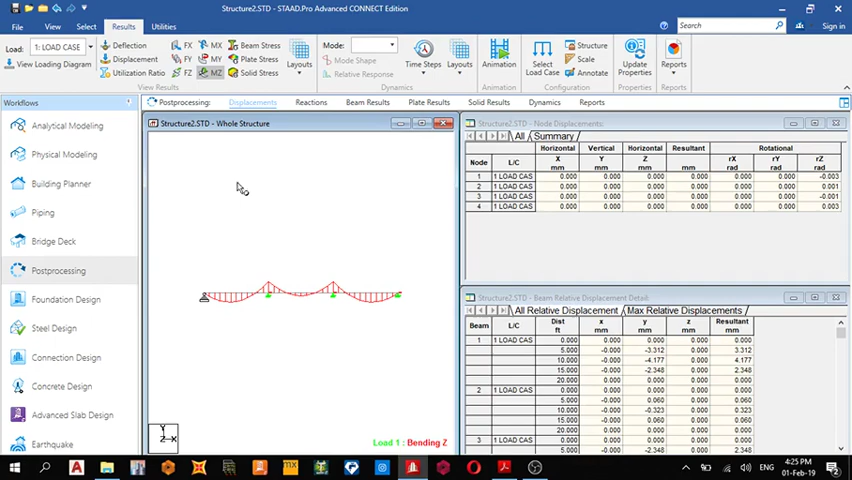 Structure2.STD - STAAD.Pro Advanced CONNECT Edition
File View Select Results Utilities
Search
Sign in
Load: 1: LOAD CASE
View Loading Diagram
Deflection
Displacement
Utilization Ratio
FX MX
FY MY
FZ MZ
Beam Stress
Plate Stress
Solid Stress
Layouts
View Results
Mode:
Mode Shape
Relative Response
Time Steps
Layouts
Dynamics
Animation
Animation
Select Load Case
Structure
Scale
Annotate
Configuration
Update Properties
Properties
Reports
Reports
Workflows
Postprocessing: Displacements Reactions Beam Results Plate Results Solid Results Dynamics Reports
Analytical Modeling
Physical Modeling
Building Planner
Piping
Bridge Deck
Postprocessing
Foundation Design
Steel Design
Connection Design
Concrete Design
Advanced Slab Design
Earthquake
Structure2.STD - Whole Structure
Y
Z X
Load 1 : Bending Z
Structure2.STD - Node Displacements:
All Summary
Horizontal Vertical Horizontal Resultant Rotational
Node L/C X mm Y mm Z mm mm rX rad rY rad rZ rad
1 1 LOAD CAS 0.000 0.000 0.000 0.000 0.000 0.000 -0.003
2 1 LOAD CAS 0.000 0.000 0.000 0.000 0.000 0.000 0.001
3 1 LOAD CAS 0.000 0.000 0.000 0.000 0.000 0.000 -0.001
4 1 LOAD CAS 0.000 0.000 0.000 0.000 0.000 0.000 0.003
Structure2.STD - Beam Relative Displacement Detail:
All Relative Displacement Max Relative Displacements
Beam L/C Dist ft x mm y mm z mm Resultant mm
1 1 LOAD CAS 0.000 0.000 0.000 0.000 0.000
5.000 -0.000 -3.312 0.000 3.312
10.000 -0.000 -4.177 0.000 4.177
15.000 -0.000 -2.348 0.000 2.348
20.000 0.000 0.000 0.000 0.000
2 1 LOAD CAS 0.000 0.000 0.000 0.000 0.000
5.000 -0.000 0.060 0.000 0.060
10.000 -0.000 -0.323 0.000 0.323
15.000 -0.000 0.060 0.000 0.060
20.000 0.000 0.000 0.000 0.000
3 1 LOAD CAS 0.000 0.000 0.000 0.000 0.000
5.000 -0.000 -2.348 0.000 2.348
ENG
4:25 PM
01-Feb-19